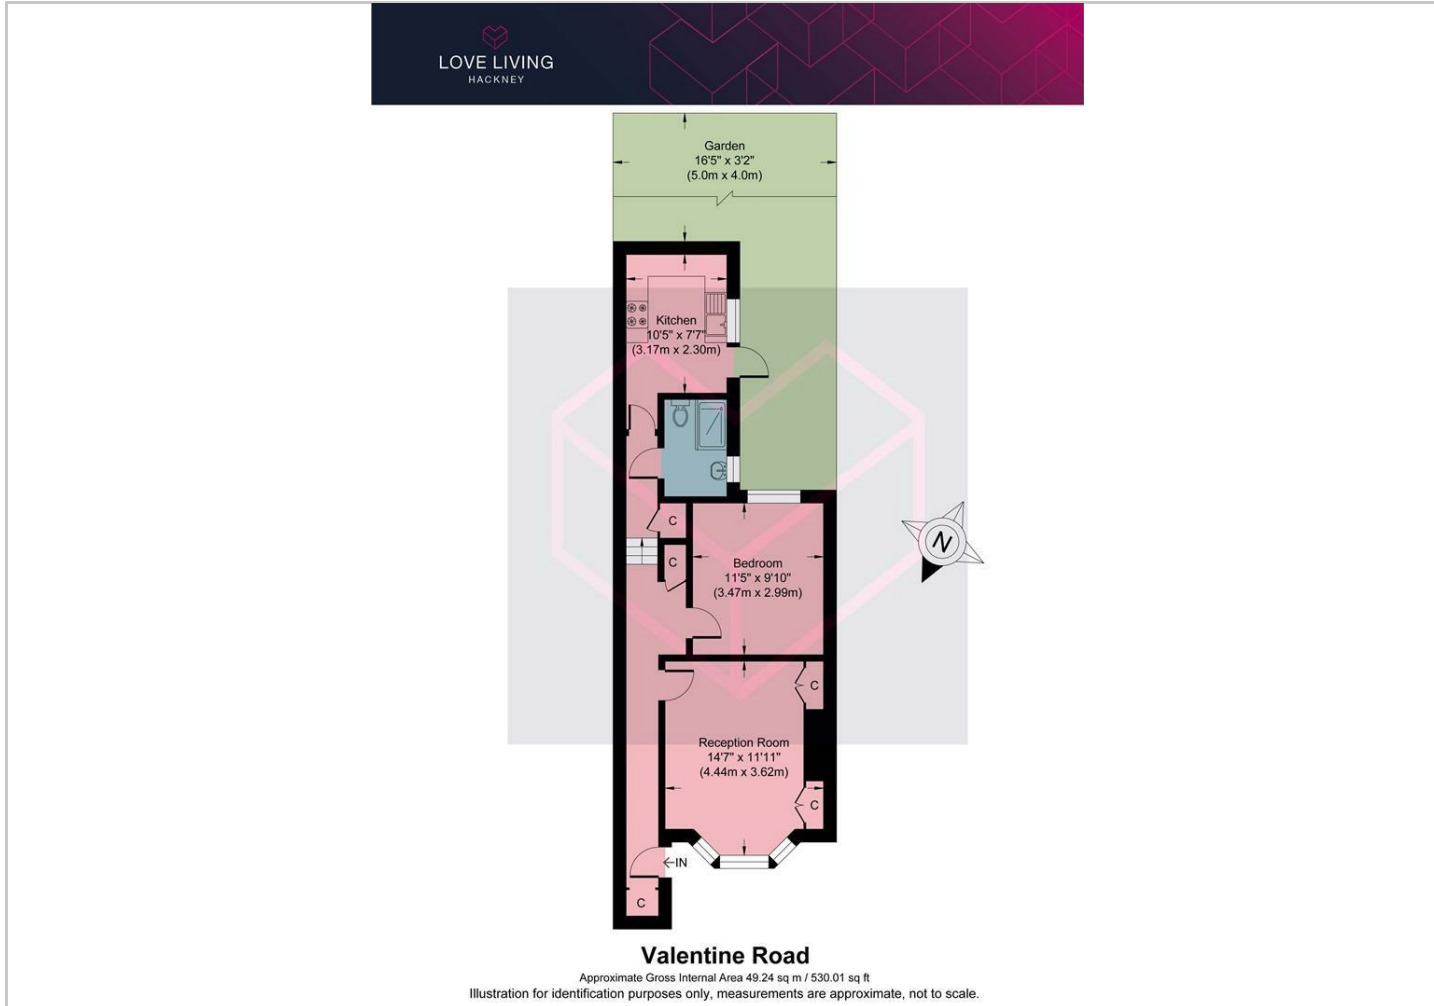 LOVE LIVING
HACKNEY
Garden
16'5" x 3'2"
(5.0m x 4.0m)
Kitchen
10'5" x 7'7"
(3.17m x 2.30m)
C
C
Bedroom
11'5" x 9'10"
(3.47m x 2.99m)
N
C
Reception Room
14'7" x 11'11"
(4.44m x 3.62m)
C
IN
C
Valentine Road
Approximate Gross Internal Area 49.24 sq m / 530.01 sq ft
Illustration for identification purposes only, measurements are approximate, not to scale.